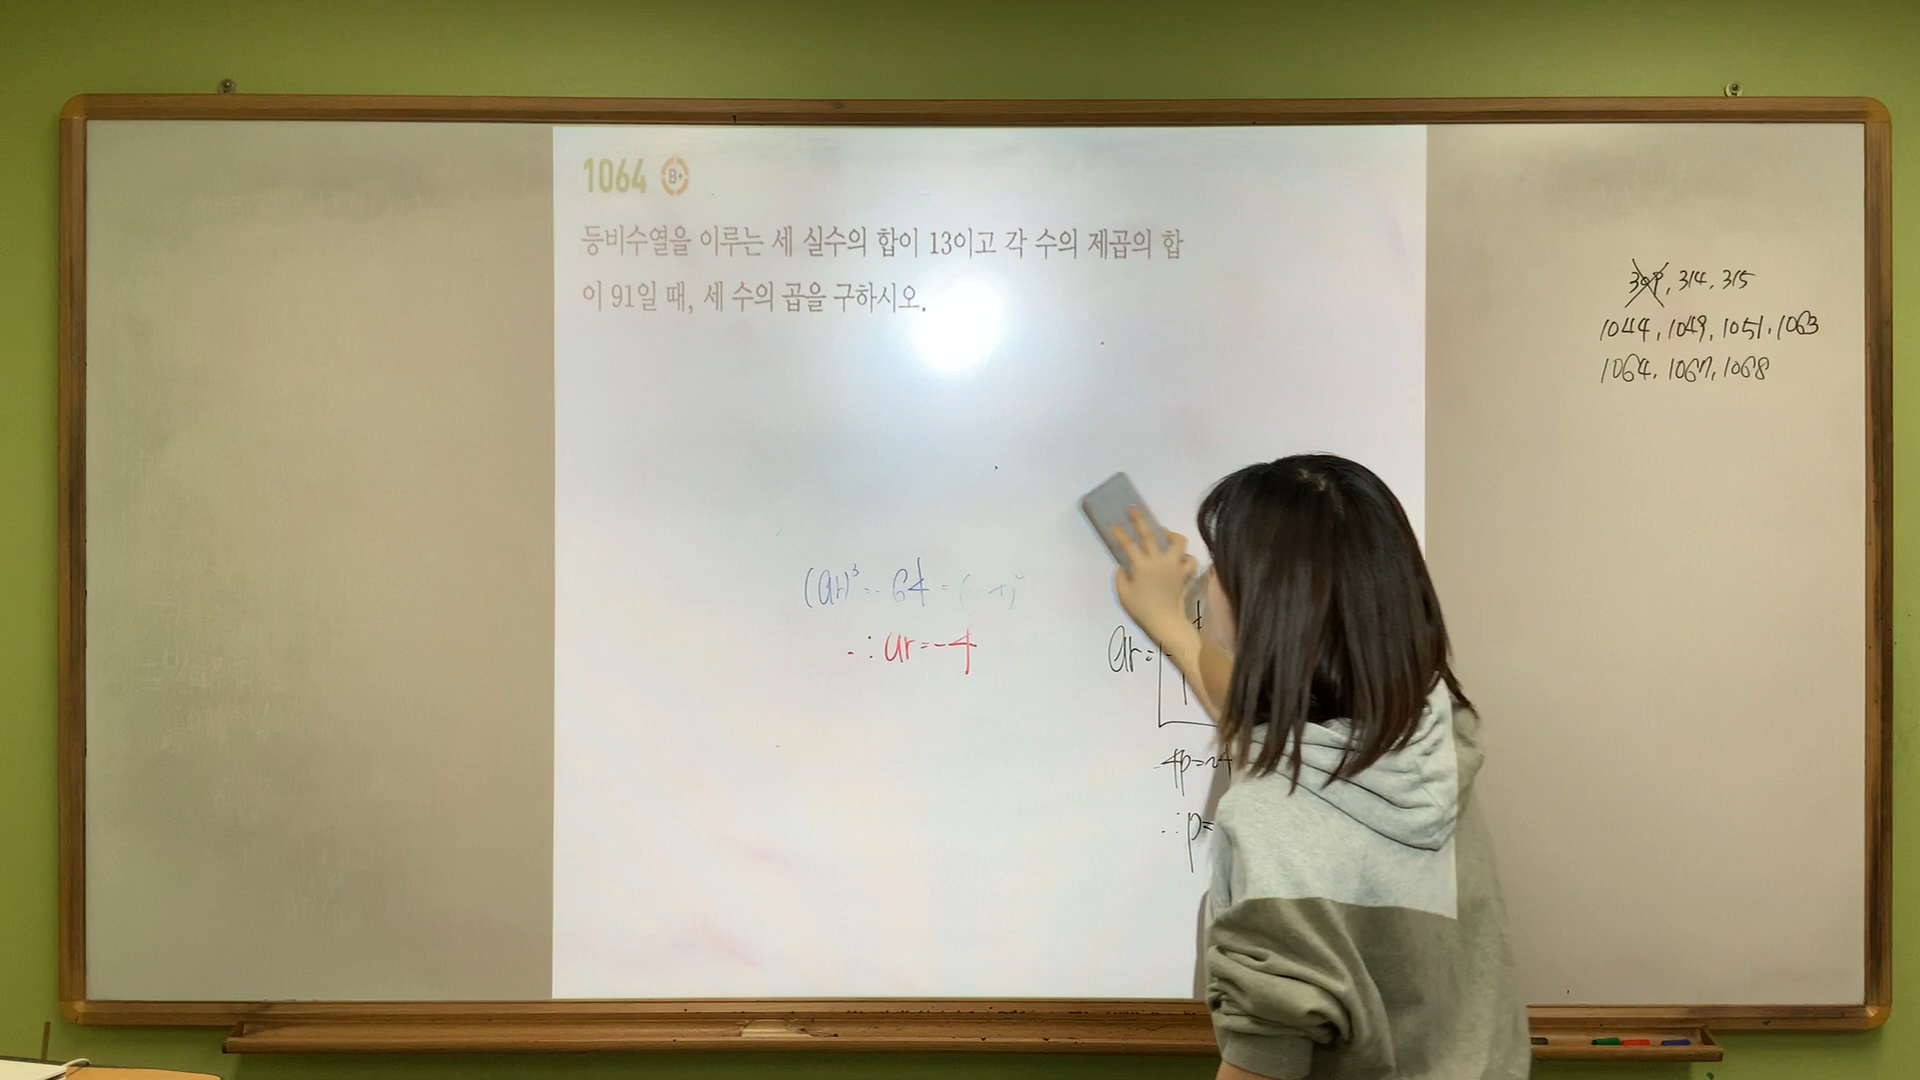 1064 B+
등비수열을 이루는 세 실수의 합이 13이고 각 수의 제곱의 합
이 91일 때, 세 수의 곱을 구하시오.
309, 314, 315
1044, 1049, 1051, 1063
1064, 1067, 1068
(ar)³ = -64 =
∴ ar = -4
ar =
∴ p =